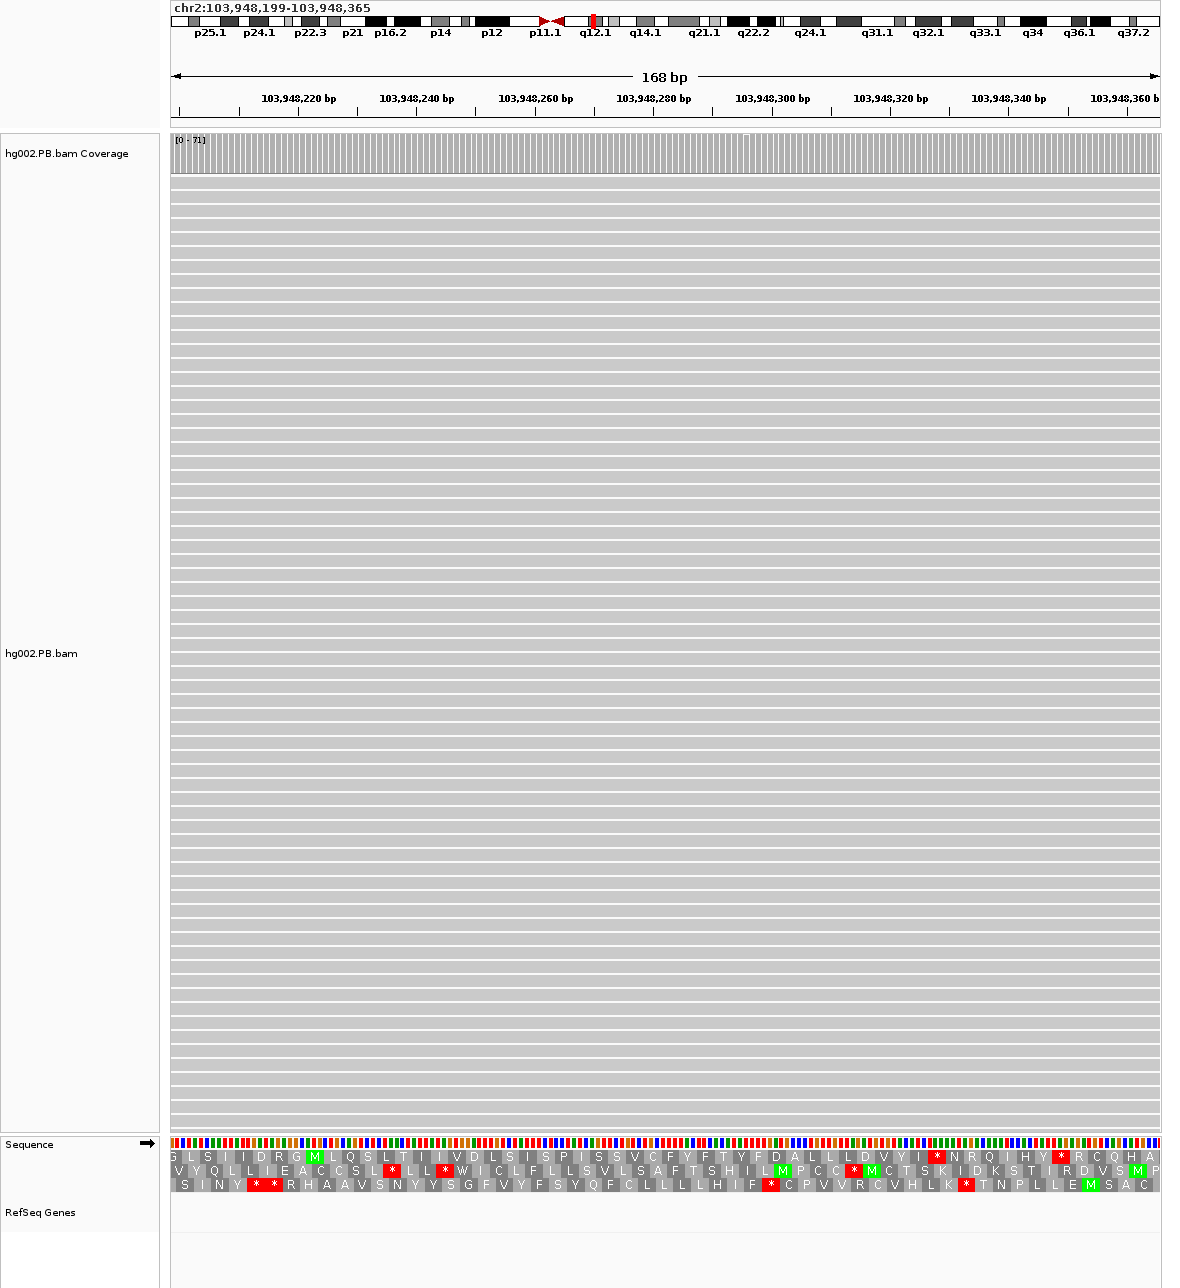 chr2:103,948,199-103,948,365
p25.1 p24.1 p22.3 p21 p16.2 p14 p12 p11.1 q12.1 q14.1 q21.1 q22.2 q24.1 q31.1 q32.1 q33.1 q34 q36.1 q37.2
168 bp
103,948,220 bp 103,948,240 bp 103,948,260 bp 103,948,280 bp 103,948,300 bp 103,948,320 bp 103,948,340 bp 103,948,360 b
[0 - 71]
hg002.PB.bam Coverage
hg002.PB.bam
Sequence
G L S I I D R G M L Q S L T I I V D L S I S P I S S V C F Y F T Y F D A L L L D V Y I * N R Q I H Y * R C Q H A
V Y Q L L I E A C C S L * L L * W I C L F L L S V L S A F T S H I L M P C C * M C T S K I D K S T I R D V S M P
S I N Y * * R H A A V S N Y Y S G F V Y F S Y Q F C L L L L H I F * C P V V R C V H L K * T N P L L E M S A C
RefSeq Genes